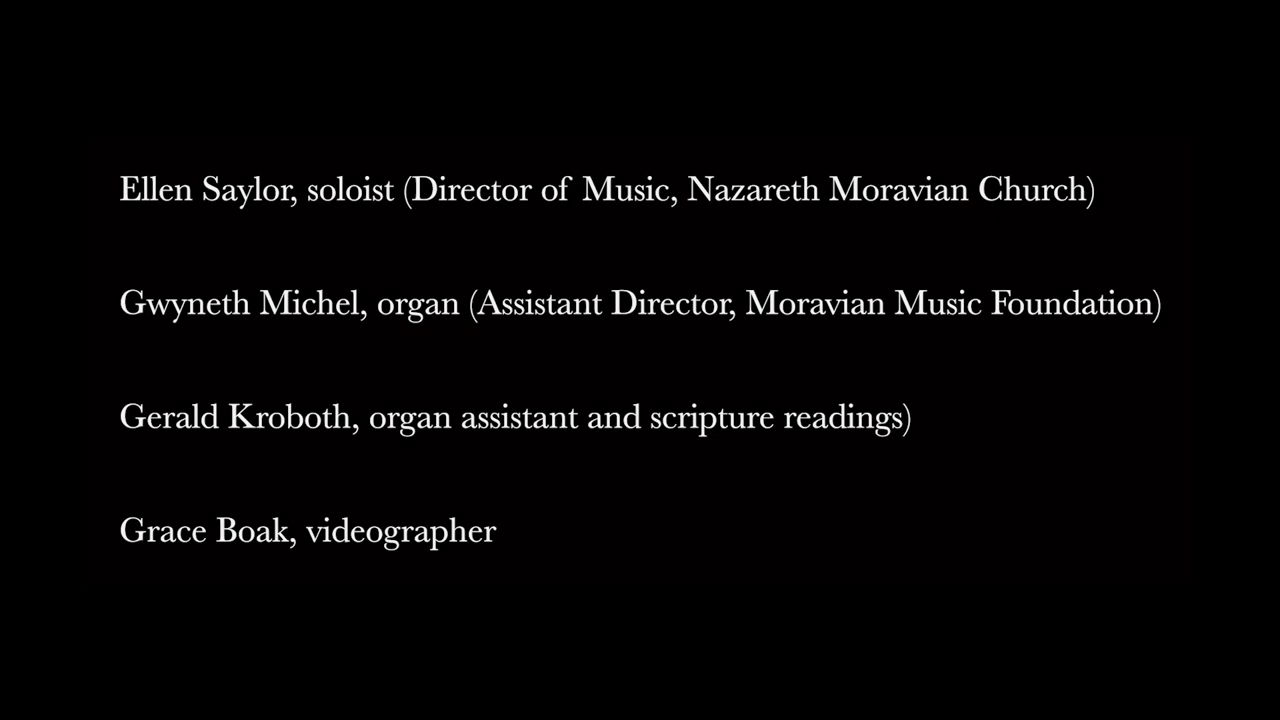 Ellen Saylor, soloist (Director of Music, Nazareth Moravian Church)
Gwyneth Michel, organ (Assistant Director, Moravian Music Foundation)
Gerald Kroboth, organ assistant and scripture readings)
Grace Boak, videographer